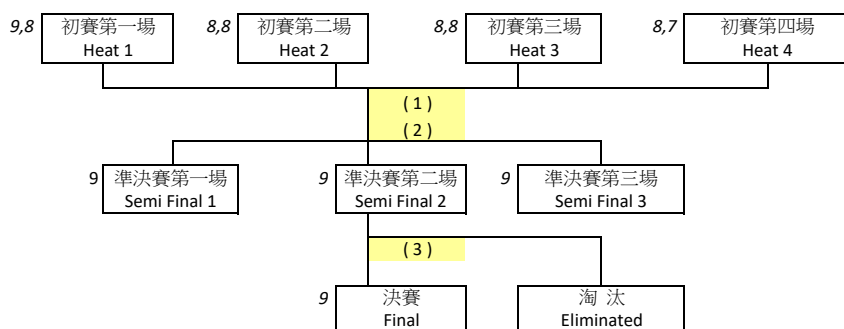 9,8 初賽第一場 8,8 初賽第二場 8,8 初賽第三場 8,7 初賽第四場
Heat 1 Heat 2 Heat 3 Heat 4
( 1 )
( 2 )
9 準決賽第一場 9 準決賽第二場 9 準決賽第三場
Semi Final 1 Semi Final 2 Semi Final 3
( 3 )
9 決賽 淘 汰
Final Eliminated